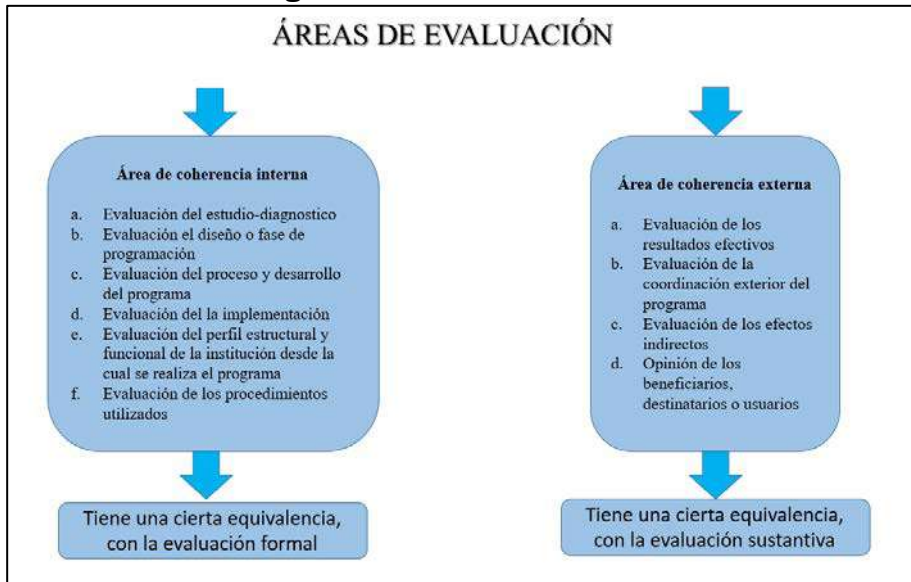 ÁREAS DE EVALUACIÓN
Área de coherencia interna
a. Evaluación del estudio-diagnostico
b. Evaluación el diseño o fase de
programación
c. Evaluación del proceso y desarrollo
del programa
d. Evaluación del la implementación
e. Evaluación del perfil estructural y
funcional de la institución desde la
cual se realiza el programa
f. Evaluación de los procedimientos
utilizados
Tiene una cierta equivalencia,
con la evaluación formal
Área de coherencia externa
a. Evaluación de los
resultados efectivos
b. Evaluación de la
coordinación exterior del
programa
c. Evaluación de los efectos
indirectos
d. Opinión de los
beneficiarios,
destinatarios o usuarios
Tiene una cierta equivalencia,
con la evaluación sustantiva